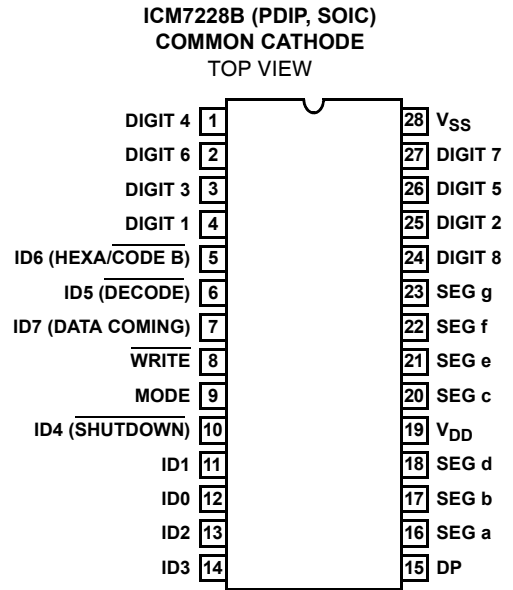 ICM7228B (PDIP, SOIC)
COMMON CATHODE
TOP VIEW
DIGIT 4 1 28 VSS
DIGIT 6 2 27 DIGIT 7
DIGIT 3 3 26 DIGIT 5
DIGIT 1 4 25 DIGIT 2
ID6 (HEXA/CODE B) 5 24 DIGIT 8
ID5 (DECODE) 6 23 SEG g
ID7 (DATA COMING) 7 22 SEG f
WRITE 8 21 SEG e
MODE 9 20 SEG c
ID4 (SHUTDOWN) 10 19 VDD
ID1 11 18 SEG d
ID0 12 17 SEG b
ID2 13 16 SEG a
ID3 14 15 DP